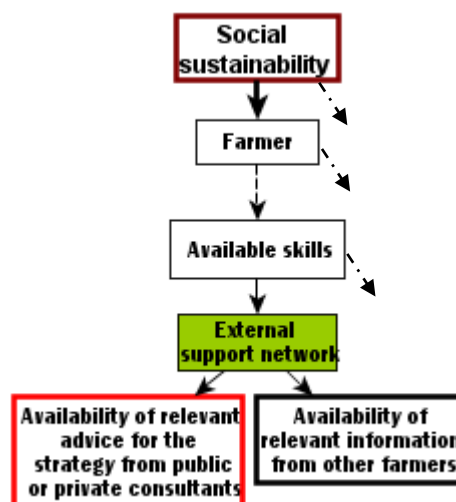 Social
sustainability
Farmer
Available skills
External
support network
Availability of relevant
advice for the
strategy from public
or private consultants
Availability of
relevant information
from other farmers